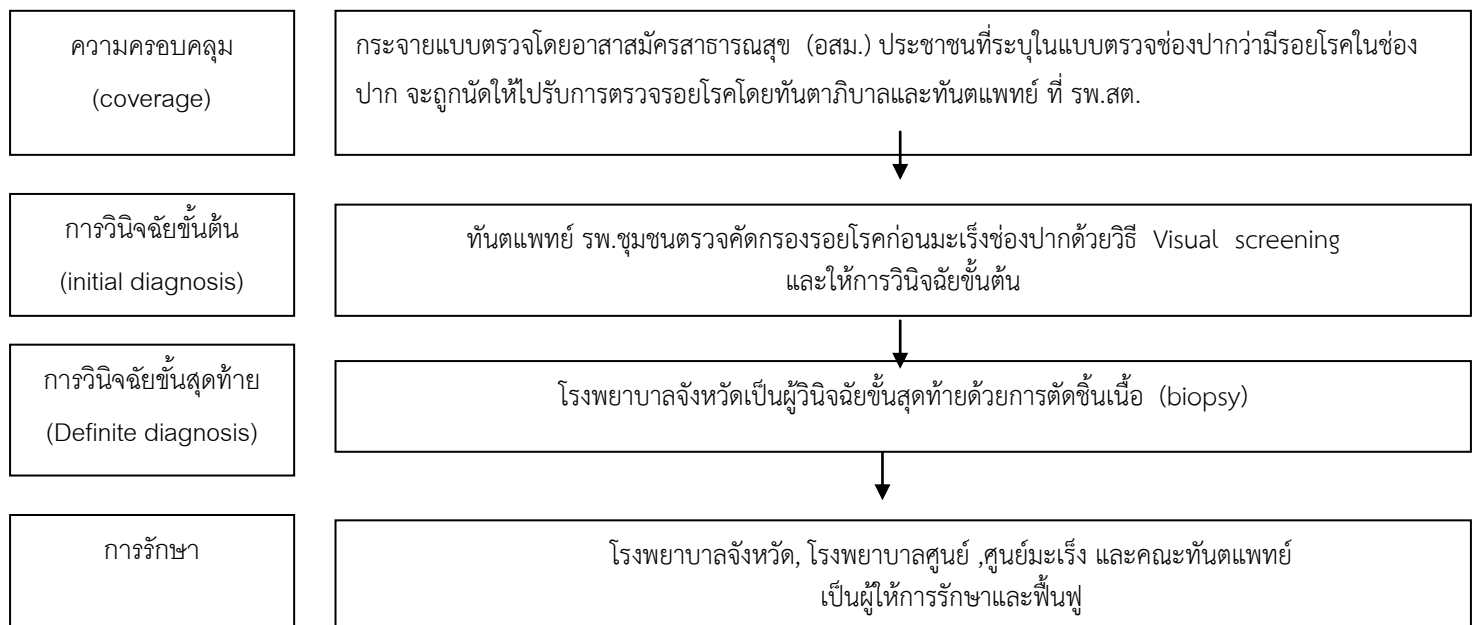 ความครอบคลุม
(coverage)
กระจายแบบตรวจโดยอาสาสมัครสาธารณสุข (อสม.) ประชาชนที่ระบุในแบบตรวจช่องปากว่ามีรอยโรคในช่อง
ปาก จะถูกนัดให้ไปรับการตรวจรอยโรคโดยทันตาภิบาลและทันตแพทย์ ที่ รพ.สต.
การวินิจฉัยขั้นต้น
(initial diagnosis)
ทันตแพทย์ รพ.ชุมชนตรวจคัดกรองรอยโรคก่อนมะเร็งช่องปากด้วยวิธี Visual screening
และให้การวินิจฉัยขั้นต้น
การวินิจฉัยขั้นสุดท้าย
(Definite diagnosis)
โรงพยาบาลจังหวัดเป็นผู้วินิจฉัยขั้นสุดท้ายด้วยการตัดชิ้นเนื้อ (biopsy)
การรักษา
โรงพยาบาลจังหวัด, โรงพยาบาลศูนย์ ,ศูนย์มะเร็ง และคณะทันตแพทย์
เป็นผู้ให้การรักษาและฟื้นฟู